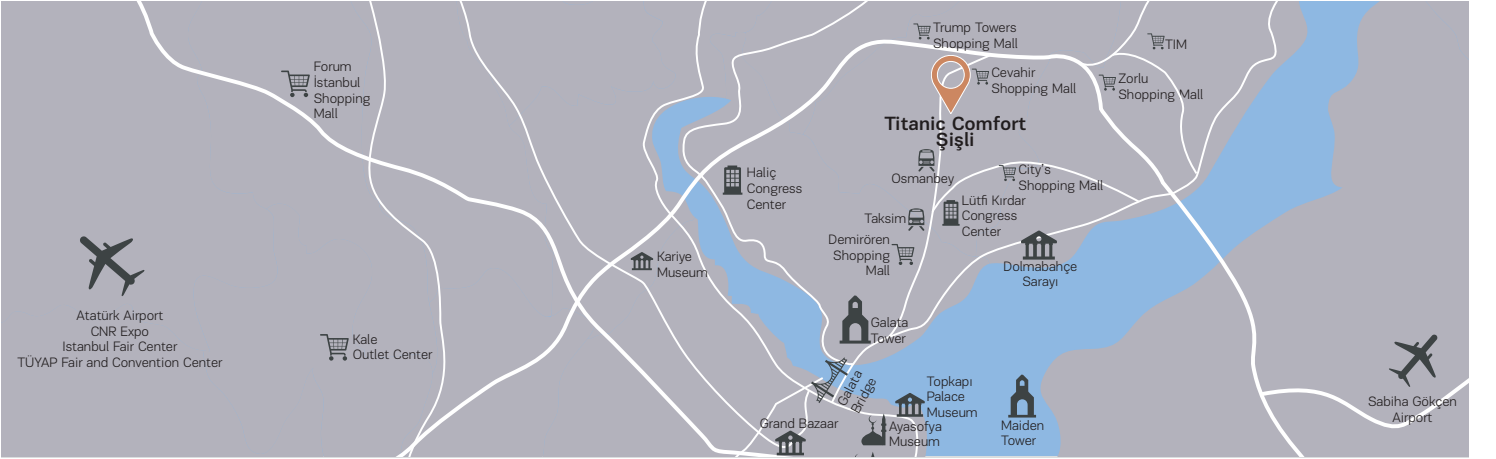 Trump Towers
Shopping Mall
TIM
Forum
İstanbul
Shopping
Mall
Cevahir
Shopping Mall
Zorlu
Shopping Mall
Titanic Comfort
Şişli
Osmanbey
City's
Shopping Mall
Haliç
Congress
Center
Taksim
Lütfi Kırdar
Congress
Center
Demirören
Shopping
Mall
Kariye
Museum
Dolmabahçe
Sarayı
Atatürk Airport
CNR Expo
Istanbul Fair Center
TÜYAP Fair and Convention Center
Kale
Outlet Center
Galata
Tower
Galata
Bridge
Topkapı
Palace
Museum
Grand Bazaar
Ayasofya
Museum
Maiden
Tower
Sabiha Gökçen
Airport